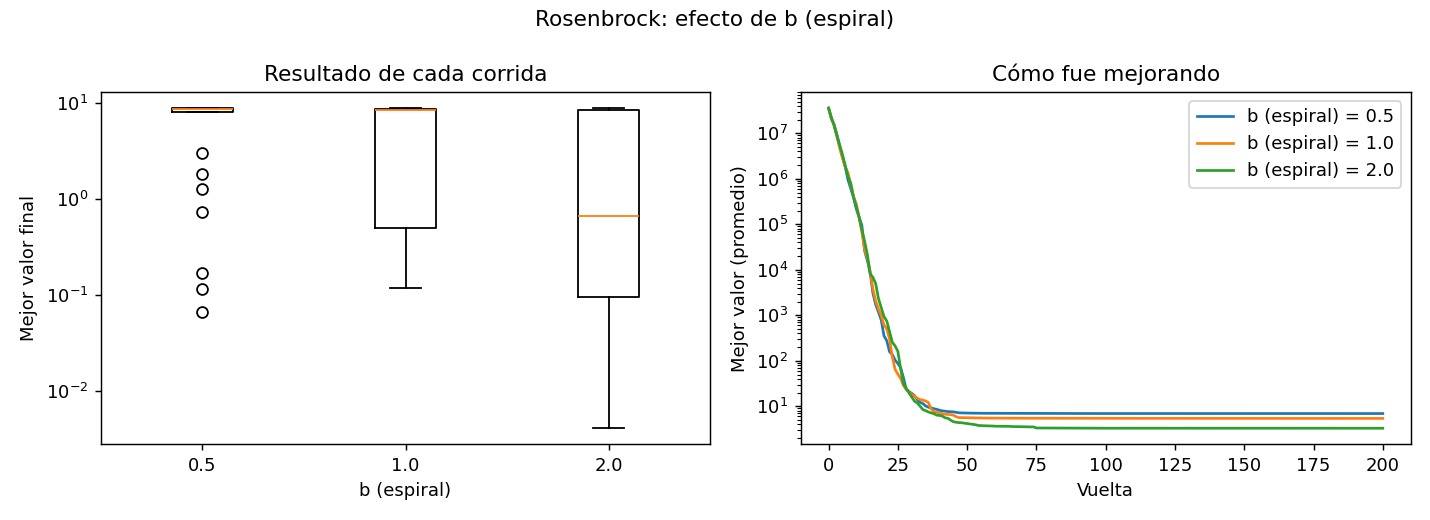 Rosenbrock: efecto de b (espiral)
Resultado de cada corrida
Mejor valor final
10^1
10^0
10^-1
10^-2
0.5 1.0 2.0
b (espiral)
Cómo fue mejorando
Mejor valor (promedio)
10^7
10^6
10^5
10^4
10^3
10^2
10^1
b (espiral) = 0.5
b (espiral) = 1.0
b (espiral) = 2.0
0 25 50 75 100 125 150 175 200
Vuelta